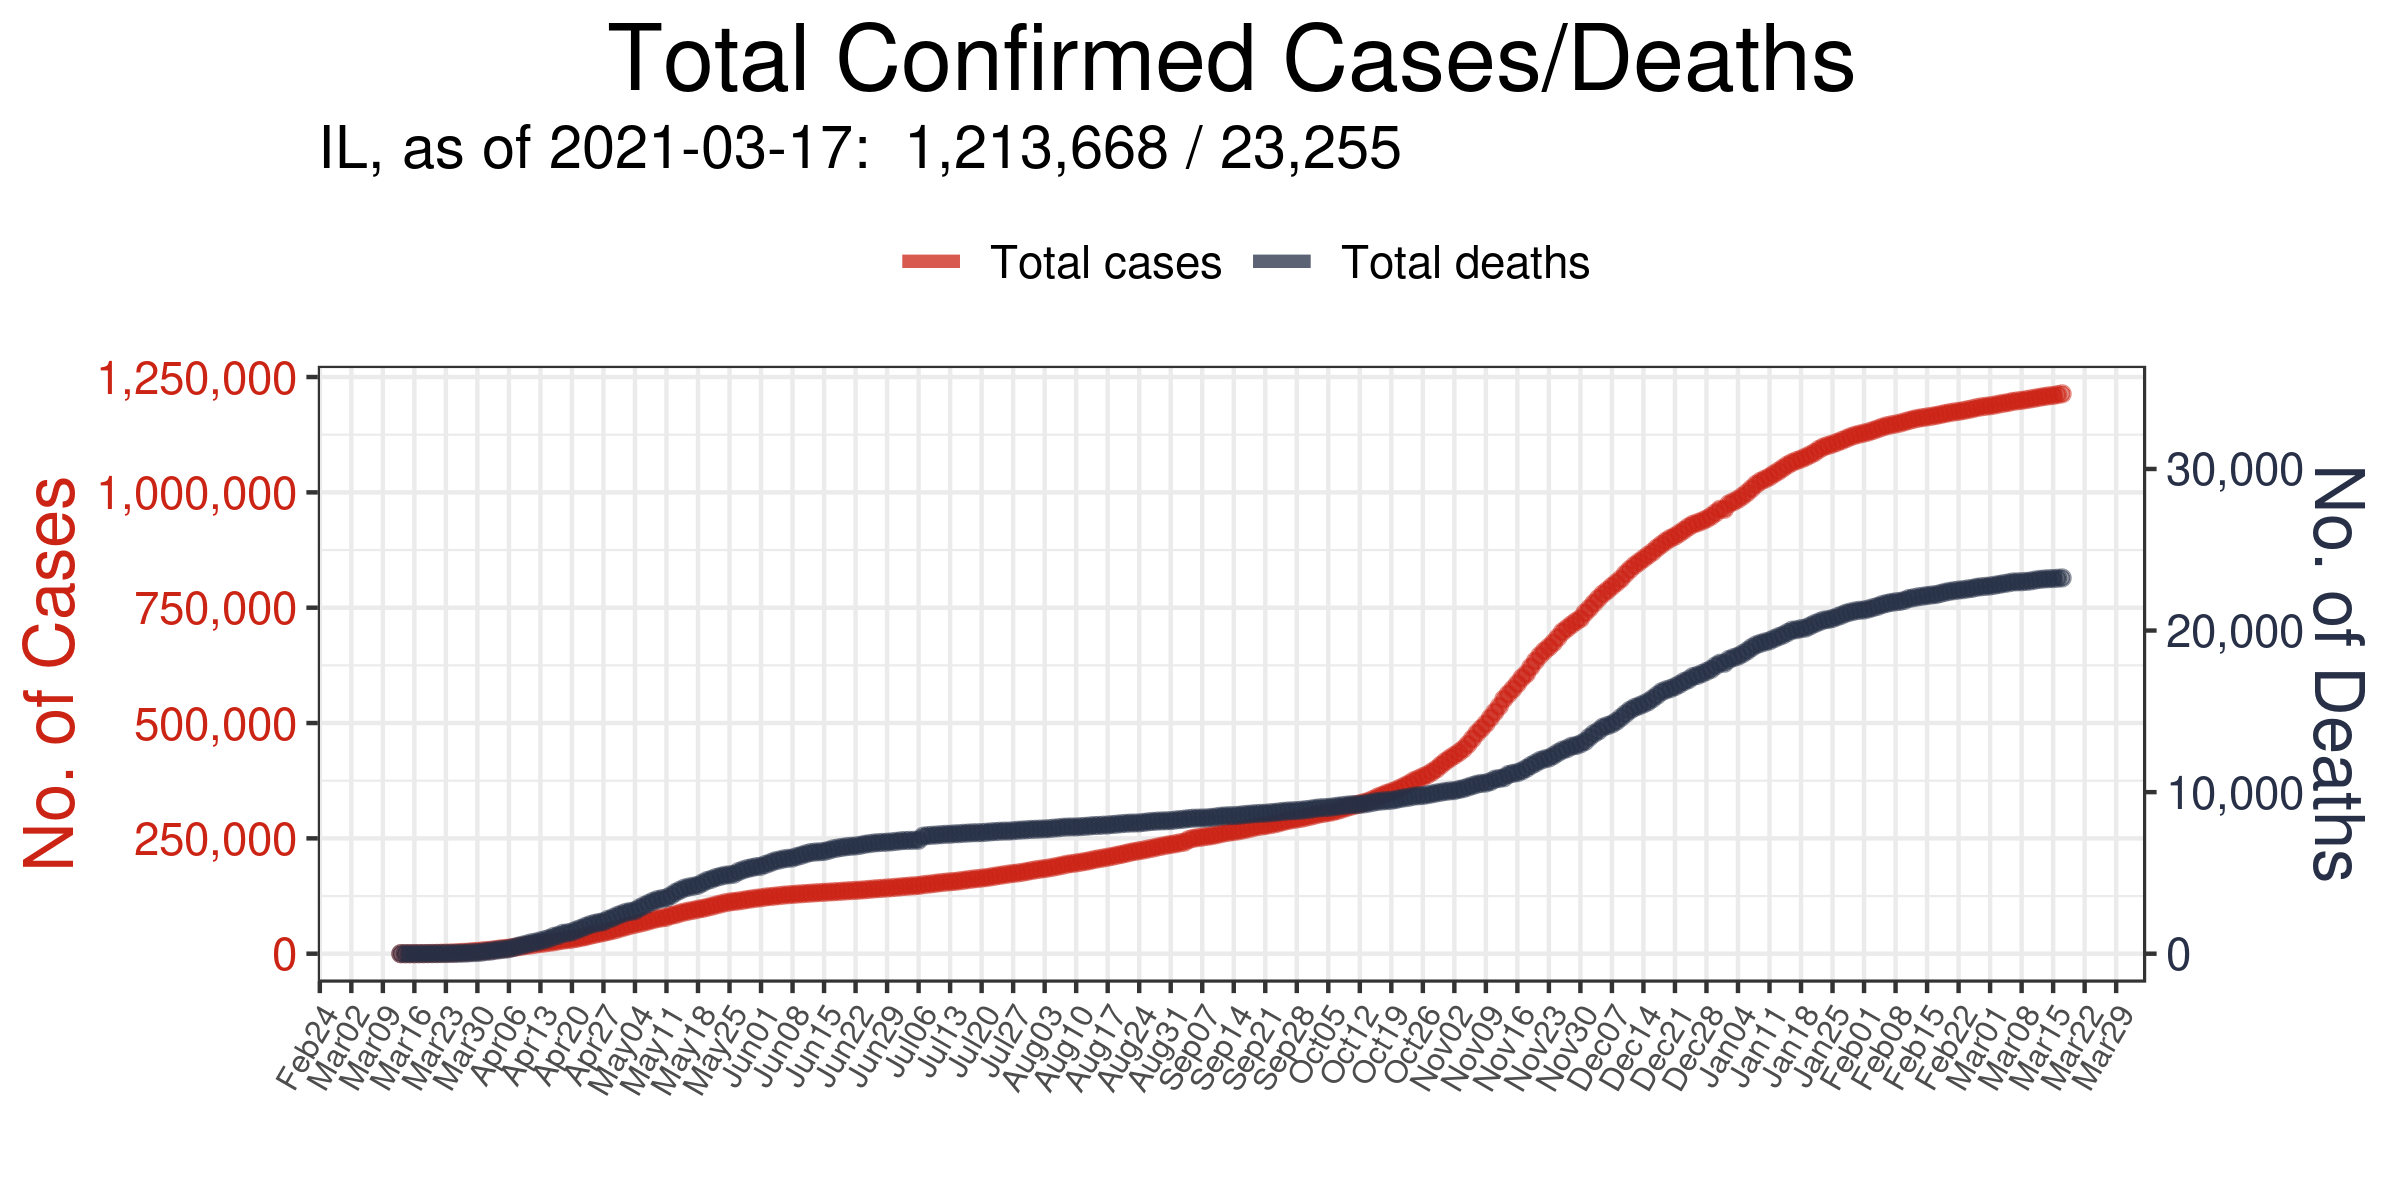 Total Confirmed Cases/Deaths
IL, as of 2021-03-17:  1,213,668 / 23,255
Total cases
Total deaths
No. of Cases
1,250,000
1,000,000
750,000
500,000
250,000
0
30,000
20,000
10,000
0
No. of Deaths
Feb24
Mar02
Mar09
Mar16
Mar23
Mar30
Apr06
Apr13
Apr20
Apr27
May04
May11
May18
May25
Jun01
Jun08
Jun15
Jun22
Jun29
Jul06
Jul13
Jul20
Jul27
Aug03
Aug10
Aug17
Aug24
Aug31
Sep07
Sep14
Sep21
Sep28
Oct05
Oct12
Oct19
Oct26
Nov02
Nov09
Nov16
Nov23
Nov30
Dec07
Dec14
Dec21
Dec28
Jan04
Jan11
Jan18
Jan25
Feb01
Feb08
Feb15
Feb22
Mar01
Mar08
Mar15
Mar22
Mar29